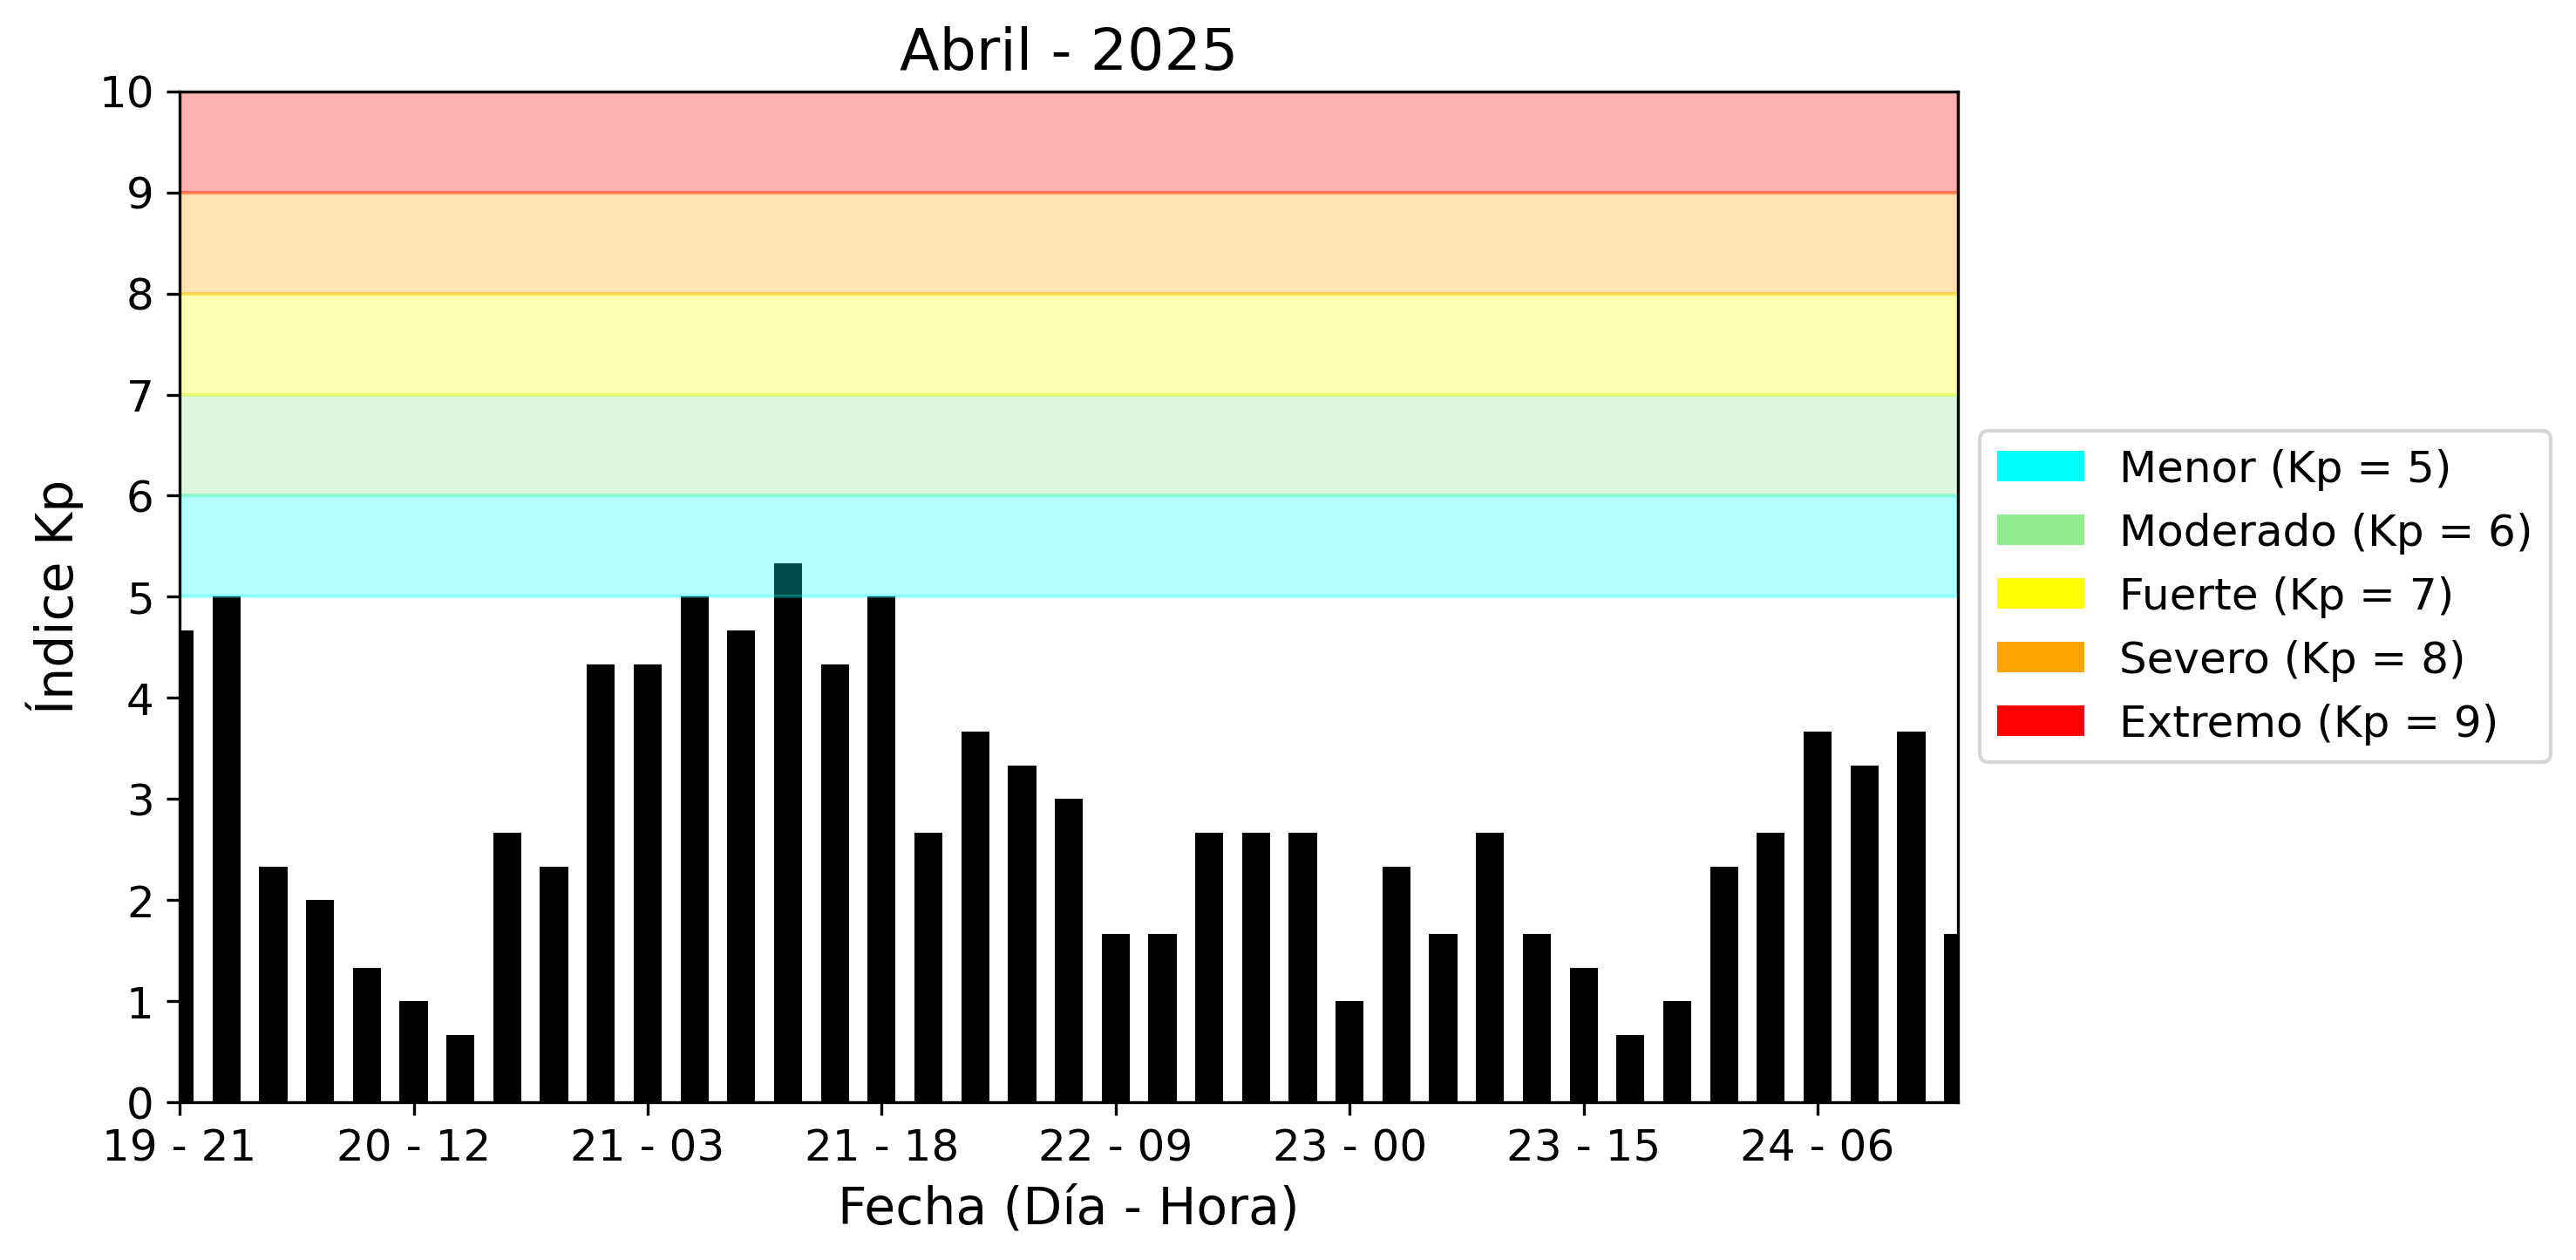 Abril - 2025
10
9
8
7
6
5
4
3
2
1
0
Índice Kp
19 - 21
20 - 12
21 - 03
21 - 18
22 - 09
23 - 00
23 - 15
24 - 06
Fecha (Día - Hora)
Menor (Kp = 5)
Moderado (Kp = 6)
Fuerte (Kp = 7)
Severo (Kp = 8)
Extremo (Kp = 9)